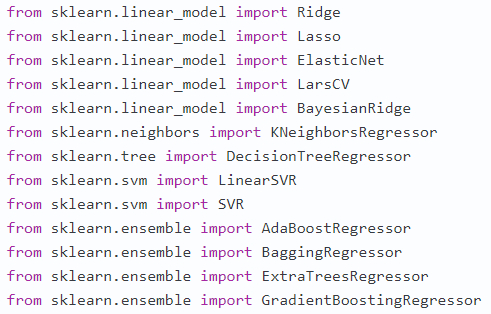 from sklearn.linear_model import Ridge
from sklearn.linear_model import Lasso
from sklearn.linear_model import ElasticNet
from sklearn.linear_model import LarsCV
from sklearn.linear_model import BayesianRidge
from sklearn.neighbors import KNeighborsRegressor
from sklearn.tree import DecisionTreeRegressor
from sklearn.svm import LinearSVR
from sklearn.svm import SVR
from sklearn.ensemble import AdaBoostRegressor
from sklearn.ensemble import BaggingRegressor
from sklearn.ensemble import ExtraTreesRegressor
from sklearn.ensemble import GradientBoostingRegressor